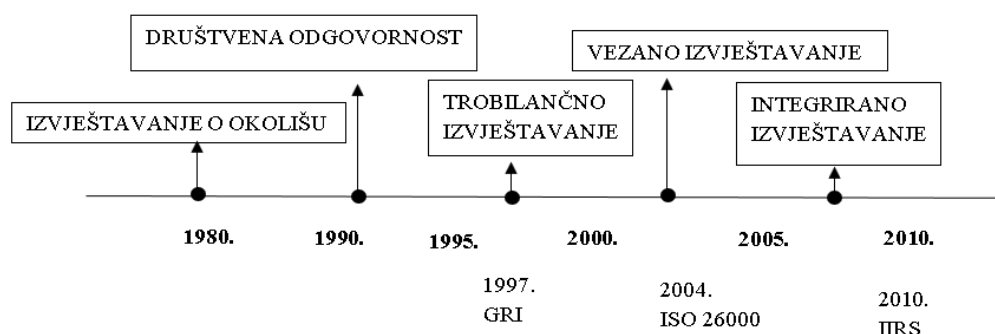 DRUŠTVENA ODGOVORNOST
VEZANO IZVJEŠTAVANJE
IZVJEŠTAVANJE O OKOLIŠU
TROBILANČNO
IZVJEŠTAVANJE
INTEGRIRANO
IZVJEŠTAVANJE
1980.
1990.
1995.
2000.
2005.
2010.
1997.
GRI
2004.
ISO 26000
2010.
IIRS